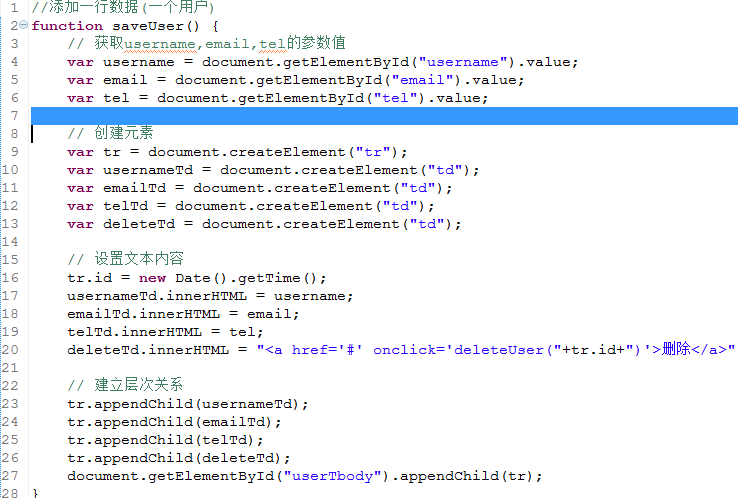 1 //添加一行数据(一个用户)
2 function saveUser() {
3 // 获取username,email,tel的参数值
4 var username = document.getElementById("username").value;
5 var email = document.getElementById("email").value;
6 var tel = document.getElementById("tel").value;
7
8 // 创建元素
9 var tr = document.createElement("tr");
10 var usernameTd = document.createElement("td");
11 var emailTd = document.createElement("td");
12 var telTd = document.createElement("td");
13 var deleteTd = document.createElement("td");
14
15 // 设置文本内容
16 tr.id = new Date().getTime();
17 usernameTd.innerHTML = username;
18 emailTd.innerHTML = email;
19 telTd.innerHTML = tel;
20 deleteTd.innerHTML = "<a href='#' onclick='deleteUser("+tr.id+")'>删除</a>"
21
22 // 建立层次关系
23 tr.appendChild(usernameTd);
24 tr.appendChild(emailTd);
25 tr.appendChild(telTd);
26 tr.appendChild(deleteTd);
27 document.getElementById("userTbody").appendChild(tr);
28 }